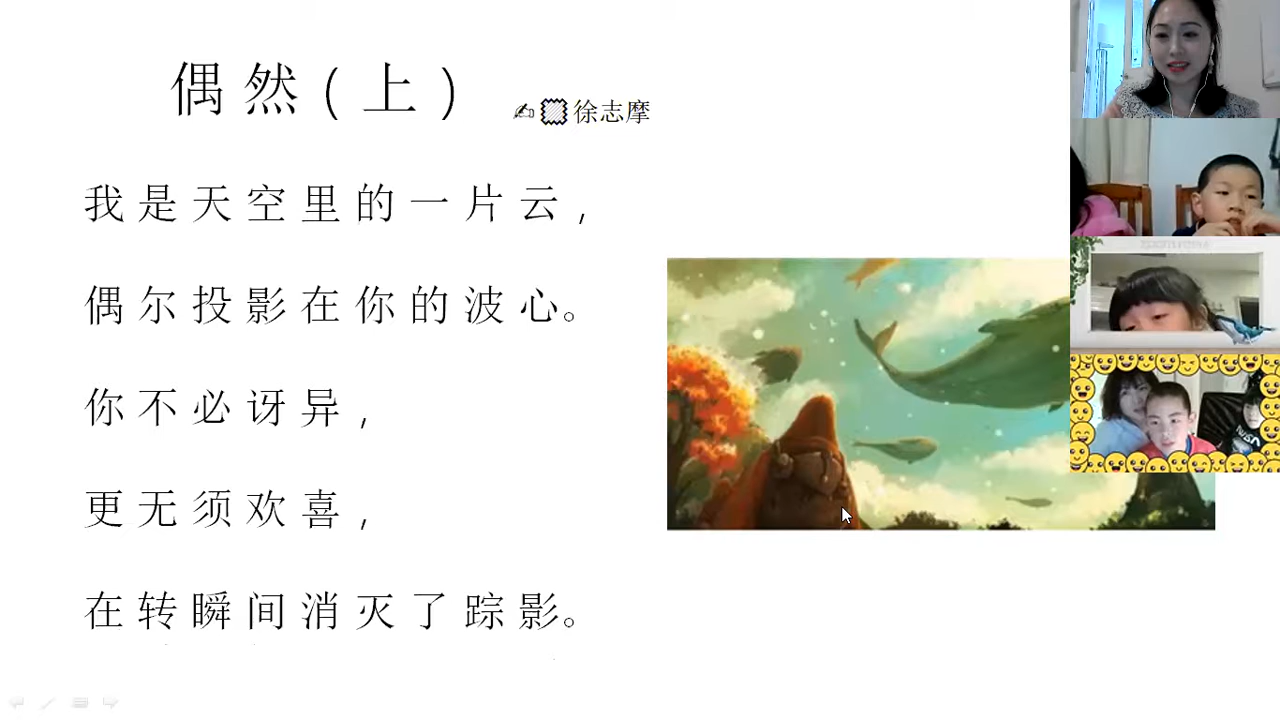 偶然(上)
✍🏼徐志摩
我是天空里的一片云,
偶尔投影在你的波心。
你不必讶异,
更无须欢喜,
在转瞬间消灭了踪影。